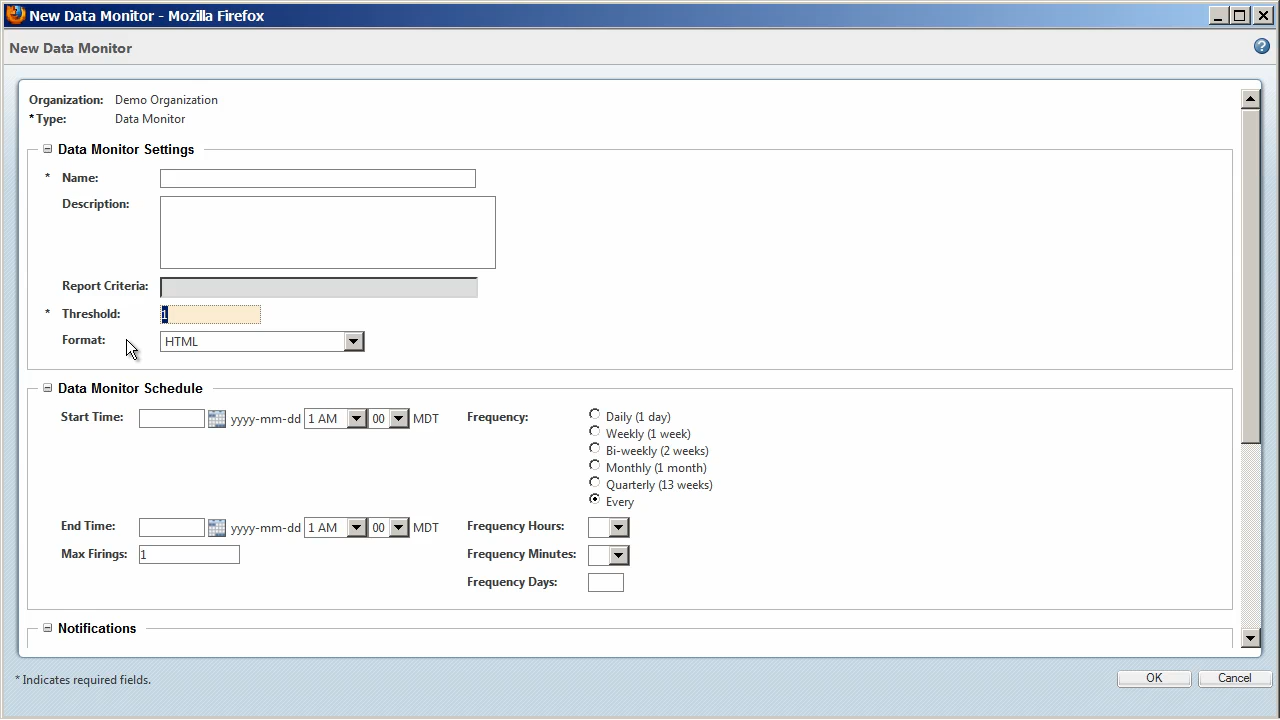 New Data Monitor - Mozilla Firefox
New Data Monitor
Organization: Demo Organization
* Type: Data Monitor
Data Monitor Settings
* Name:
Description:
Report Criteria:
* Threshold: 1
Format: HTML
Data Monitor Schedule
Start Time: yyyy-mm-dd 1 AM 00 MDT Frequency: Daily (1 day)
Weekly (1 week)
Bi-weekly (2 weeks)
Monthly (1 month)
Quarterly (13 weeks)
Every
End Time: yyyy-mm-dd 1 AM 00 MDT Frequency Hours:
Max Firings: 1 Frequency Minutes:
Frequency Days:
Notifications
* Indicates required fields. OK Cancel